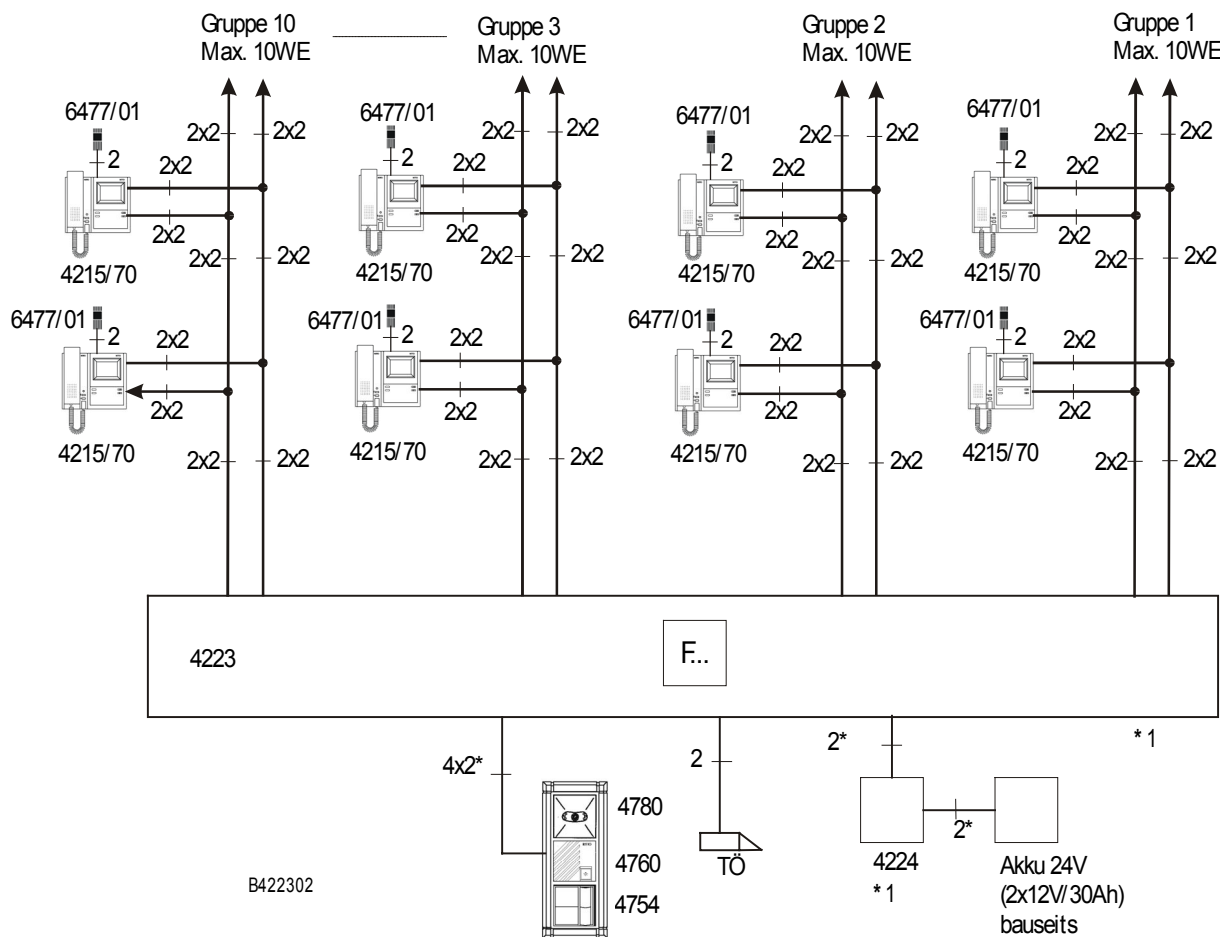 Gruppe 10
Max. 10WE
Gruppe 3
Max. 10WE
Gruppe 2
Max. 10WE
Gruppe 1
Max. 10WE
6477/01
2x2
2x2
6477/01
2x2
2x2
6477/01
2x2
2x2
6477/01
2x2
2x2
2
2x2
2
2x2
2
2x2
2
2x2
2x2
2x2
2x2
2x2
4215/70
2x2
2x2
4215/70
2x2
2x2
4215/70
2x2
2x2
4215/70
2x2
2x2
6477/01
6477/01
6477/01
6477/01
2
2x2
2
2x2
2
2x2
2
2x2
2x2
2x2
2x2
2x2
4215/70
2x2
2x2
4215/70
2x2
2x2
4215/70
2x2
2x2
4215/70
2x2
2x2
4223
F...
4x2*
2
2*
* 1
4780
4760
4754
TÖ
2*
4224
* 1
Akku 24V
(2x12V/30Ah)
bauseits
B422302